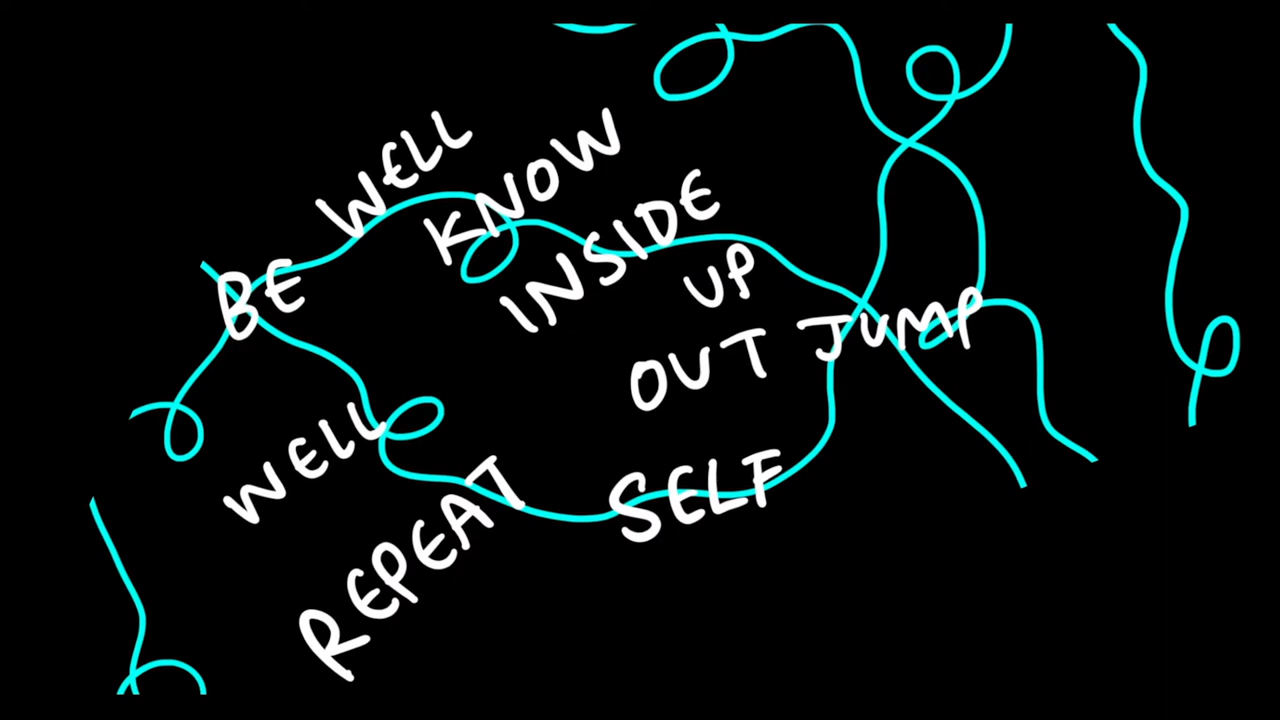 WELL
KNOW
BE
INSIDE
UP
OUT JUMP
WELL
REPEAT
SELF